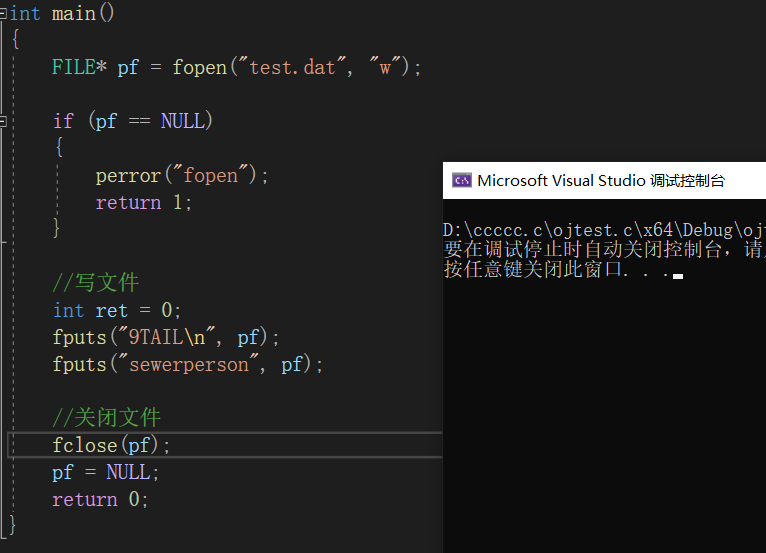 int main()
{
FILE* pf = fopen("test.dat", "w");
if (pf == NULL)
{
perror("fopen");
return 1;
}
//写文件
int ret = 0;
fputs("9TAIL\n", pf);
fputs("sewerperson", pf);
//关闭文件
fclose(pf);
pf = NULL;
return 0;
}
Microsoft Visual Studio 调试控制台
D:\ccccc.c\ojtest.c\x64\Debug\oj
要在调试停止时自动关闭控制台，请
按任意键关闭此窗口. . .